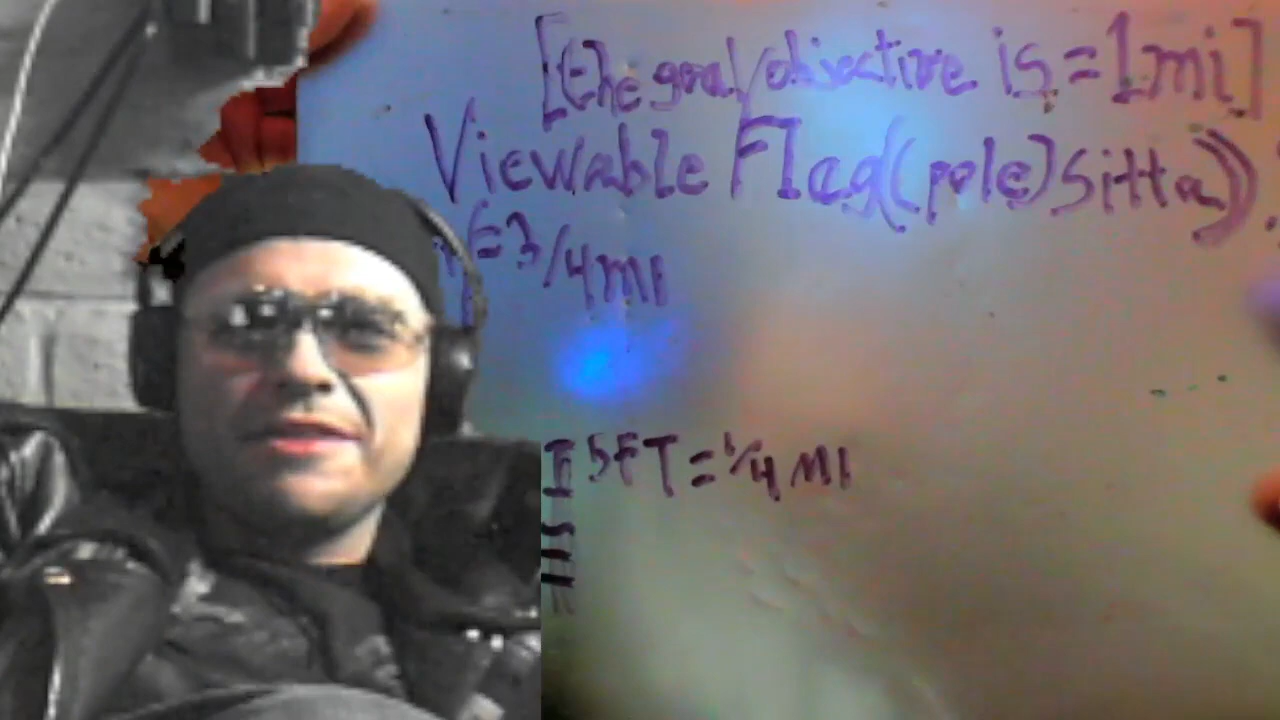 [the goal/objective is=1mi]
Viewable Flag(pole)Sitta))
=3/4mi
5FT=1/4 MI